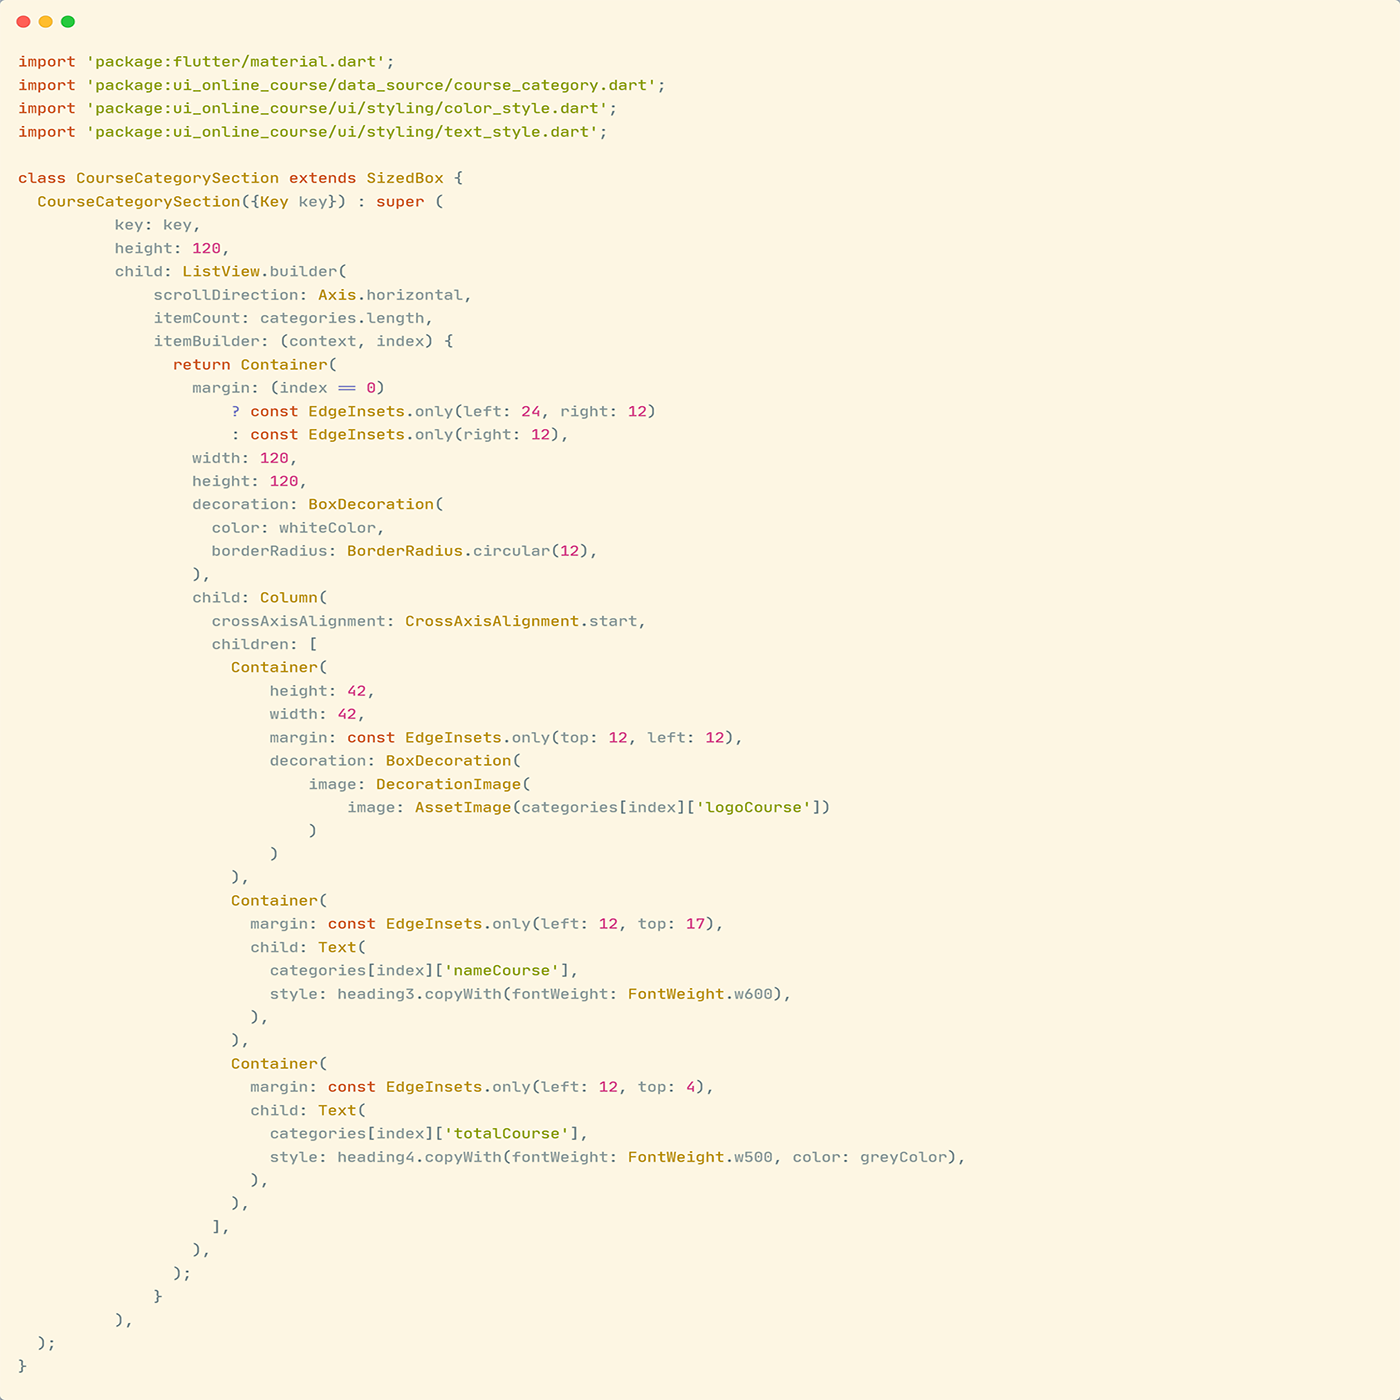 import 'package:flutter/material.dart';
import 'package:ui_online_course/data_source/course_category.dart';
import 'package:ui_online_course/ui/styling/color_style.dart';
import 'package:ui_online_course/ui/styling/text_style.dart';

class CourseCategorySection extends SizedBox {
  CourseCategorySection({Key key}) : super (
          key: key,
          height: 120,
          child: ListView.builder(
              scrollDirection: Axis.horizontal,
              itemCount: categories.length,
              itemBuilder: (context, index) {
                return Container(
                  margin: (index == 0)
                      ? const EdgeInsets.only(left: 24, right: 12)
                      : const EdgeInsets.only(right: 12),
                  width: 120,
                  height: 120,
                  decoration: BoxDecoration(
                    color: whiteColor,
                    borderRadius: BorderRadius.circular(12),
                  ),
                  child: Column(
                    crossAxisAlignment: CrossAxisAlignment.start,
                    children: [
                      Container(
                          height: 42,
                          width: 42,
                          margin: const EdgeInsets.only(top: 12, left: 12),
                          decoration: BoxDecoration(
                              image: DecorationImage(
                                  image: AssetImage(categories[index]['logoCourse'])
                              )
                          )
                      ),
                      Container(
                        margin: const EdgeInsets.only(left: 12, top: 17),
                        child: Text(
                          categories[index]['nameCourse'],
                          style: heading3.copyWith(fontWeight: FontWeight.w600),
                        ),
                      ),
                      Container(
                        margin: const EdgeInsets.only(left: 12, top: 4),
                        child: Text(
                          categories[index]['totalCourse'],
                          style: heading4.copyWith(fontWeight: FontWeight.w500, color: greyColor),
                        ),
                      ),
                    ],
                  ),
                );
              }
          ),
  );
}